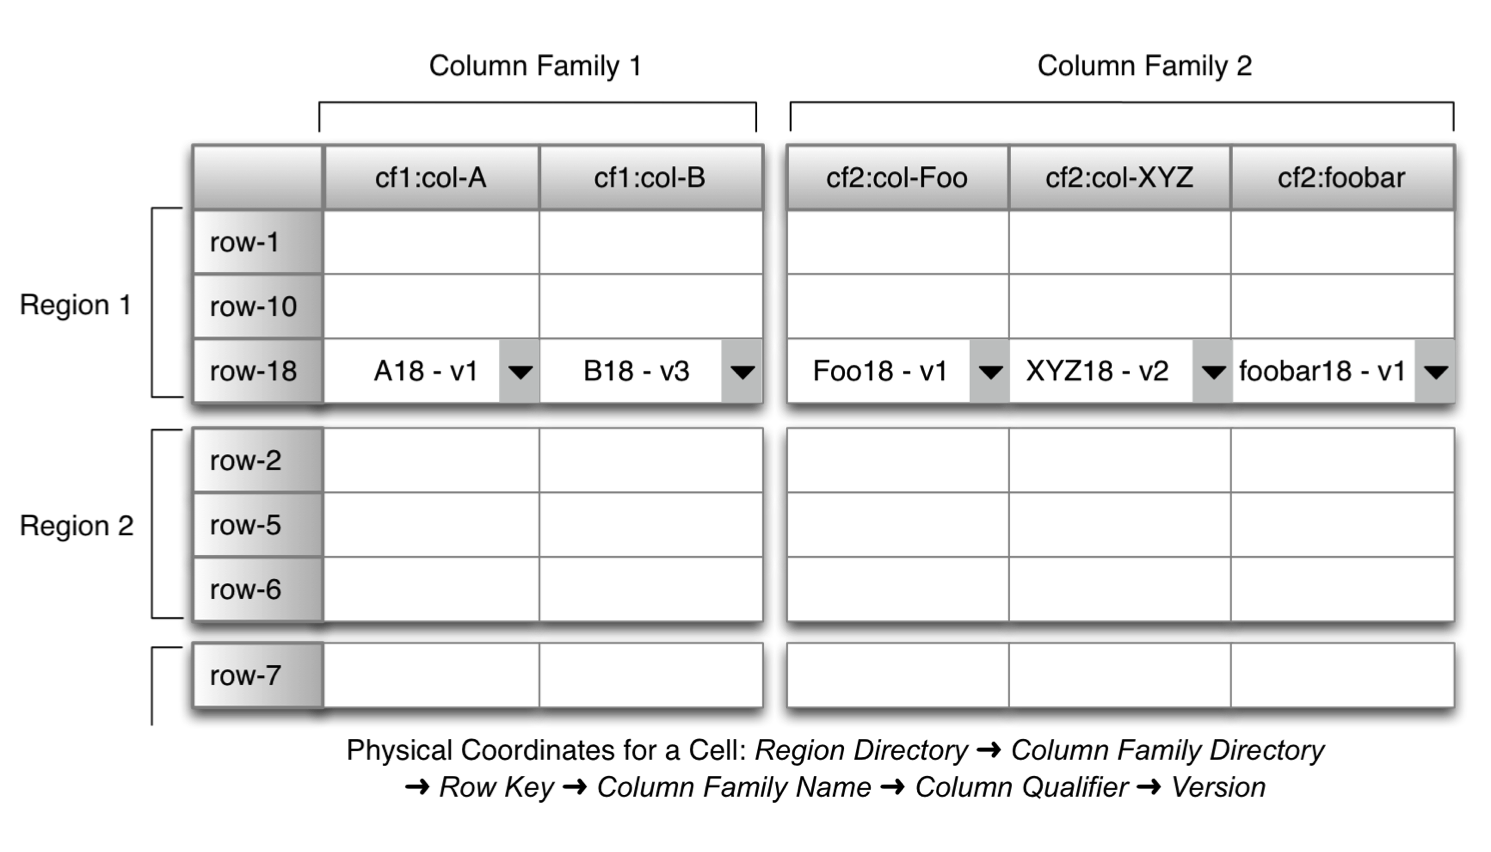 Column Family 1 Column Family 2
cf1:col-A cf1:col-B cf2:col-Foo cf2:col-XYZ cf2:foobar
row-1
Region 1 row-10
row-18 A18 - v1 B18 - v3 Foo18 - v1 XYZ18 - v2 foobar18 - v1
row-2
Region 2 row-5
row-6
row-7
Physical Coordinates for a Cell: Region Directory ➜ Column Family Directory
➜ Row Key ➜ Column Family Name ➜ Column Qualifier ➜ Version